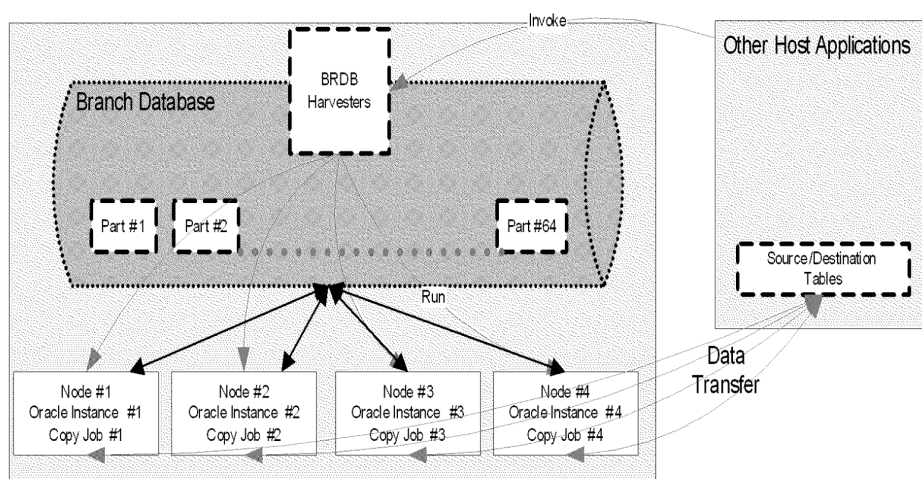 Invoke
Other Host Applications
BRDB
Harvesters
Branch Database
Part #1
Part #2
Part #64
Source/Destination
Tables
Run
Data
Transfer
Node #1
Oracle Instance #1
Copy Job #1
Node #2
Oracle Instance #2
Copy Job #2
Node #3
Oracle Instance #3
Copy Job #3
Node #4
Oracle Instance #4
Copy Job #4